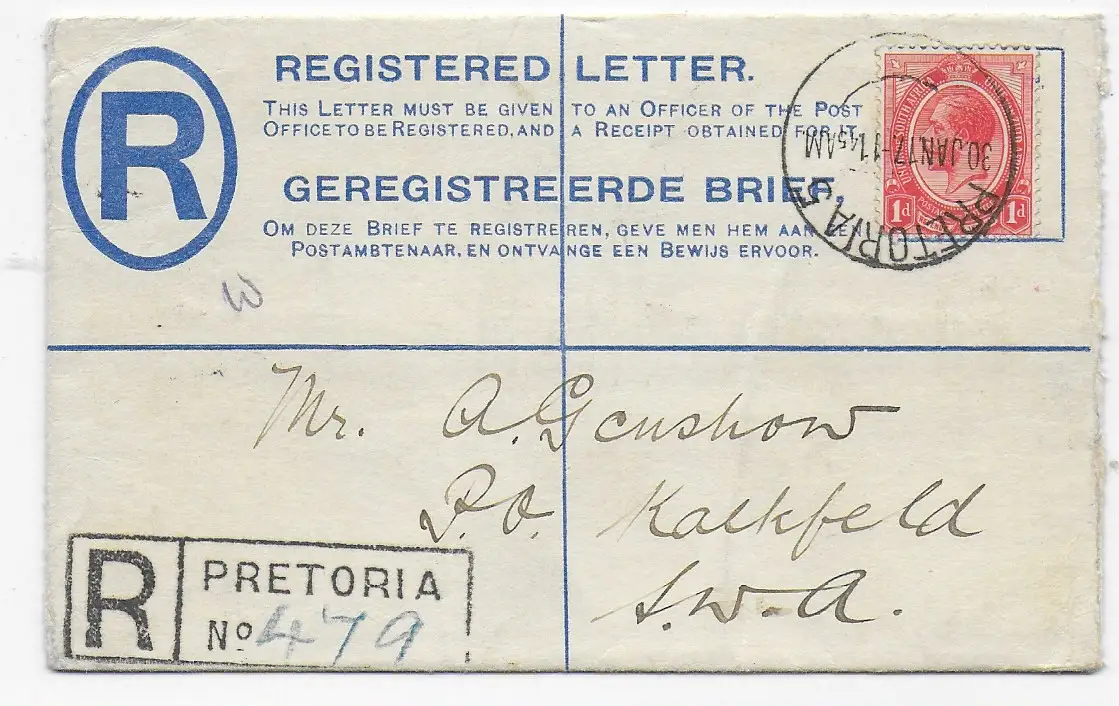 R
REGISTERED LETTER.
THIS LETTER MUST BE GIVEN TO AN OFFICER OF THE POST
OFFICE TO BE REGISTERED, AND A RECEIPT OBTAINED FOR IT.
GEREGISTREERDE BRIEF.
OM DEZE BRIEF TE REGISTREREN, GEVE MEN HEM AAN EEN
POSTAMBTENAAR, EN ONTVANGE EEN BEWIJS ERVOOR.
PRETORIA 5
30 JAN 17-11 45 AM
1d 1d
W
Mr. A. Genshow
P.O. Kalkfeld
S.W.A.
R PRETORIA
No 479